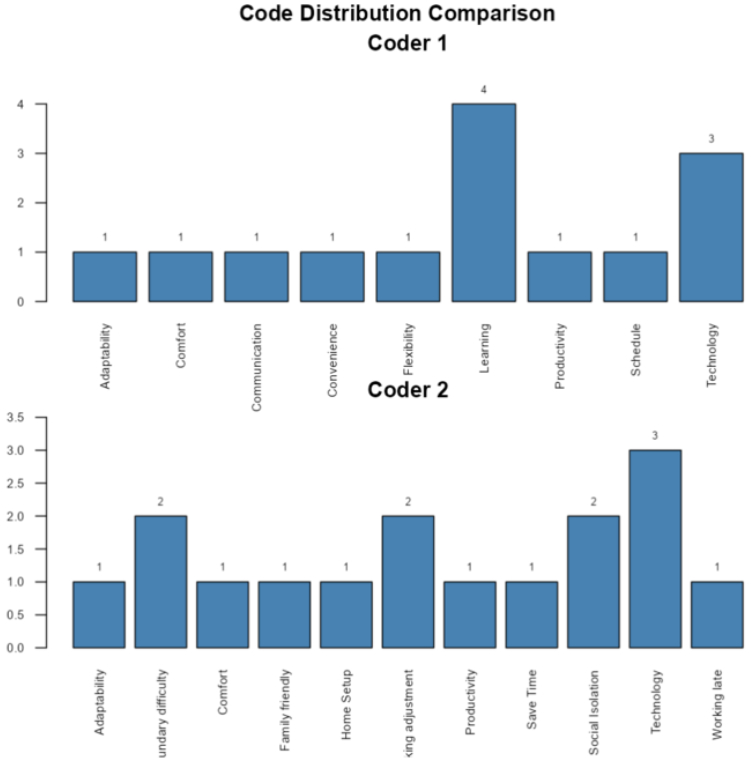 Code Distribution Comparison
Coder 1
4
3
2
1
0
1
1
1
1
1
4
1
1
3
Adaptability
Comfort
Communication
Convenience
Flexibility
Learning
Productivity
Schedule
Technology
Coder 2
3.5
3.0
2.5
2.0
1.5
1.0
0.5
0.0
1
2
1
1
1
2
1
1
2
3
1
Adaptability
undary difficulty
Comfort
Family friendly
Home Setup
king adjustment
Productivity
Save Time
Social Isolation
Technology
Working late